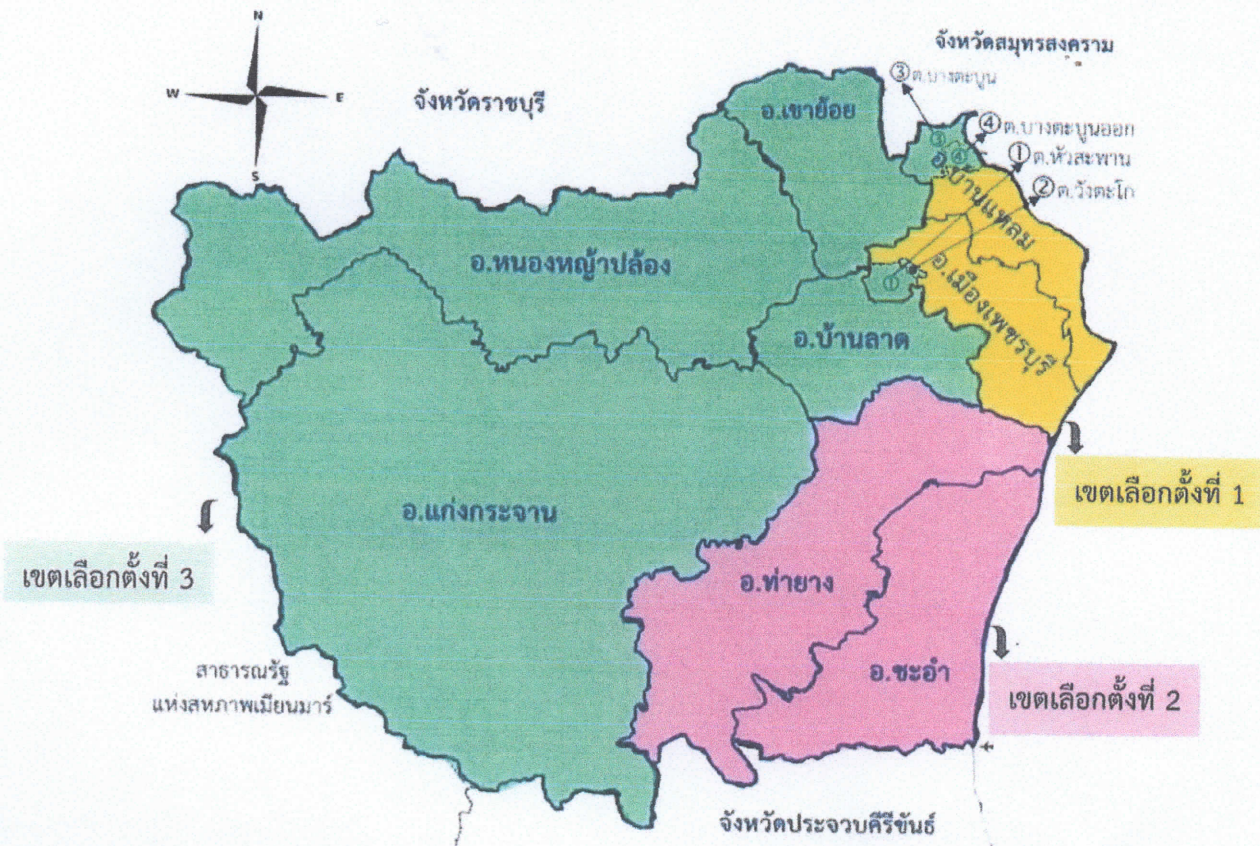 N
W
E
S
จังหวัดสมุทรสงคราม
③ต.บางตะบูน
จังหวัดราชบุรี
อ.เขาย้อย
④ต.บางตะบูนออก
③
④
①ต.หัวสะพาน
②ต.วังตะโก
อ.บ้านแหลม
อ.หนองหญ้าปล้อง
①
②
อ.เมืองเพชรบุรี
อ.บ้านลาด
เขตเลือกตั้งที่ 1
อ.แก่งกระจาน
เขตเลือกตั้งที่ 3
อ.ท่ายาง
อ.ชะอำ
สาธารณรัฐ
แห่งสหภาพเมียนมาร์
เขตเลือกตั้งที่ 2
จังหวัดประจวบคีรีขันธ์